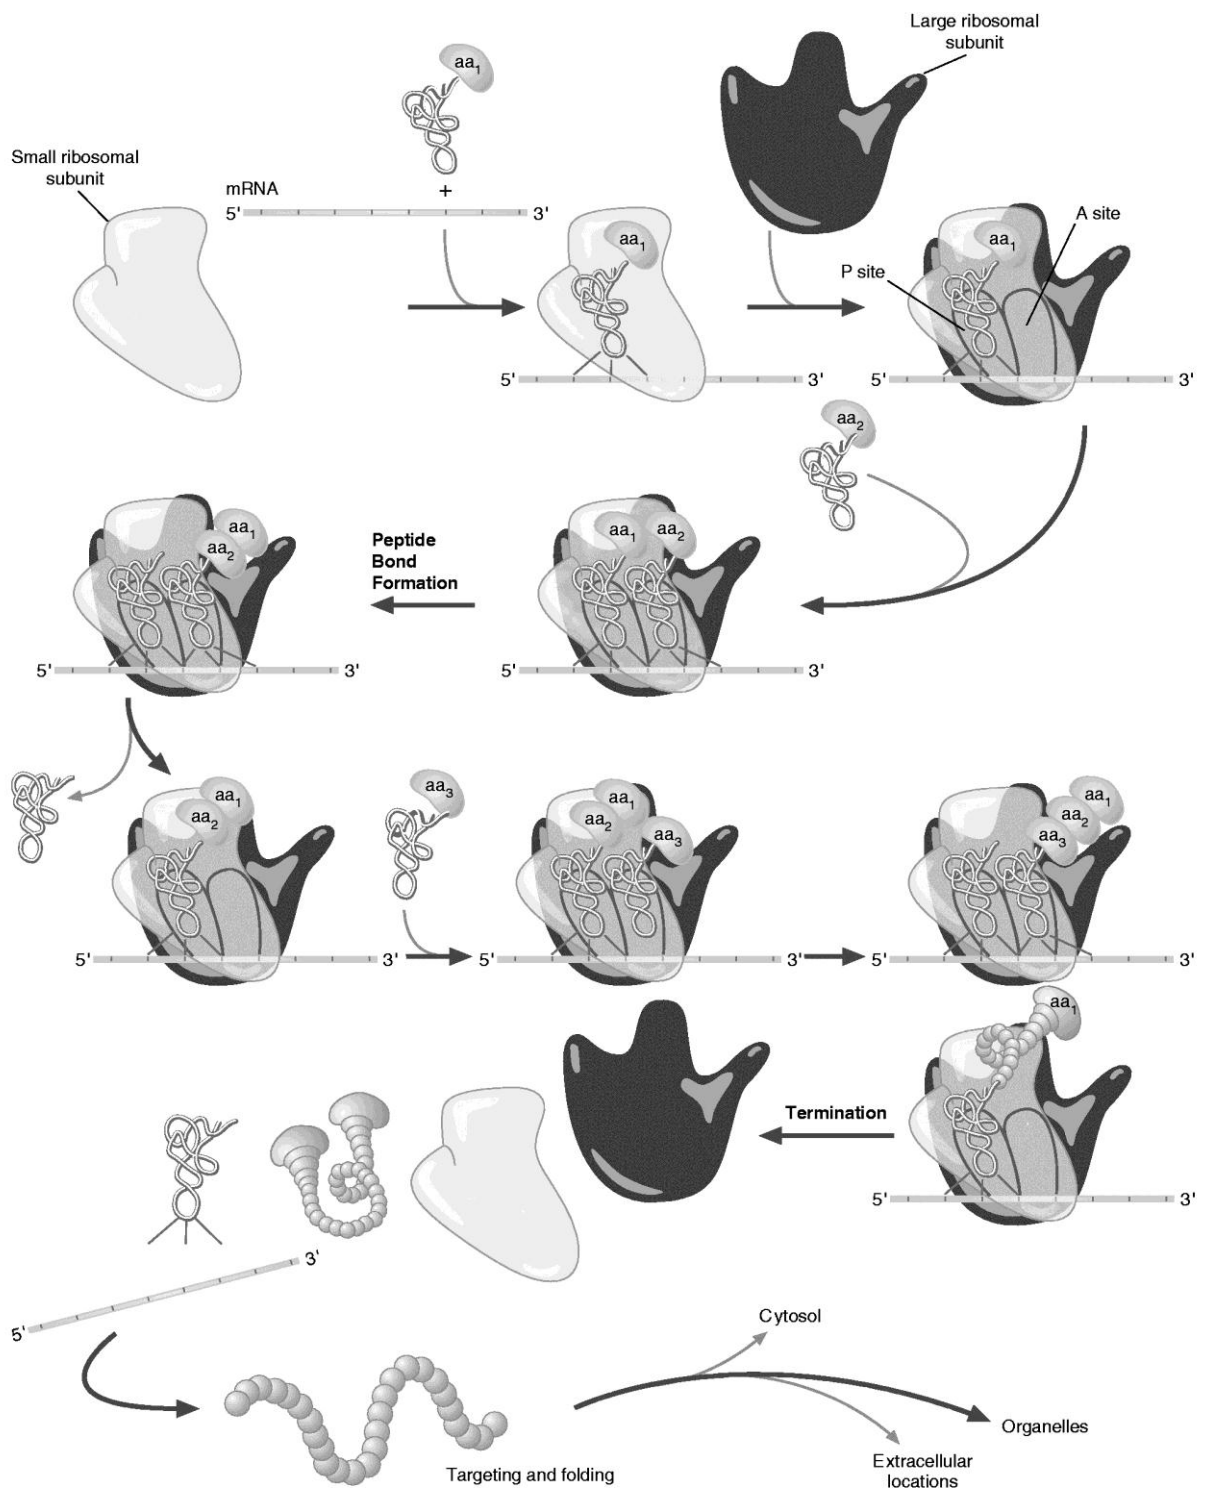 Large ribosomal
subunit
aa1
Small ribosomal
subunit
mRNA
+
5' 3'
aa1
A site
aa1
P site
5' 3'
5' 3'
aa2
aa1
aa2
Peptide
Bond
Formation
aa1
aa2
5' 3'
5' 3'
aa1
aa2
aa3
aa1
aa2
aa3
aa1
aa2
aa3
5' 3'
5' 3'
5' 3'
aa1
Termination
5' 3'
3'
5'
Cytosol
Organelles
Extracellular
locations
Targeting and folding